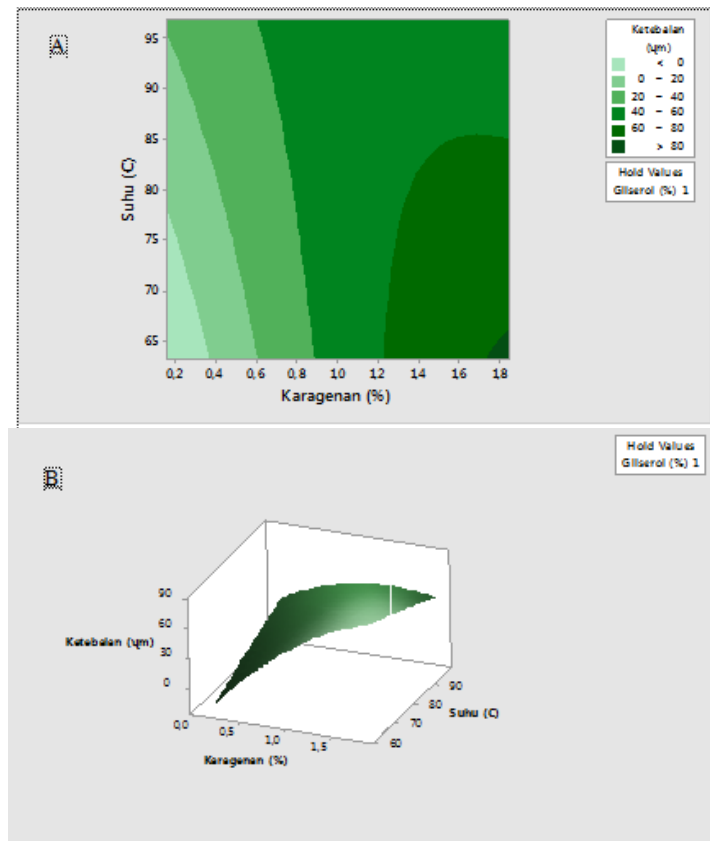 A
Ketebalan
(ųm)
< 0
0 – 20
20 – 40
40 – 60
60 – 80
> 80
Hold Values
Gliserol (%) 1
95
90
85
80
75
70
65
Suhu (C)
0,2 0,4 0,6 0,8 1,0 1,2 1,4 1,6 1,8
Karagenan (%)
Hold Values
Gliserol (%) 1
B
90
60
30
0
Ketebalan (ųm)
0,0 0,5 1,0 1,5
Karagenan (%)
60 70 80 90
Suhu (C)